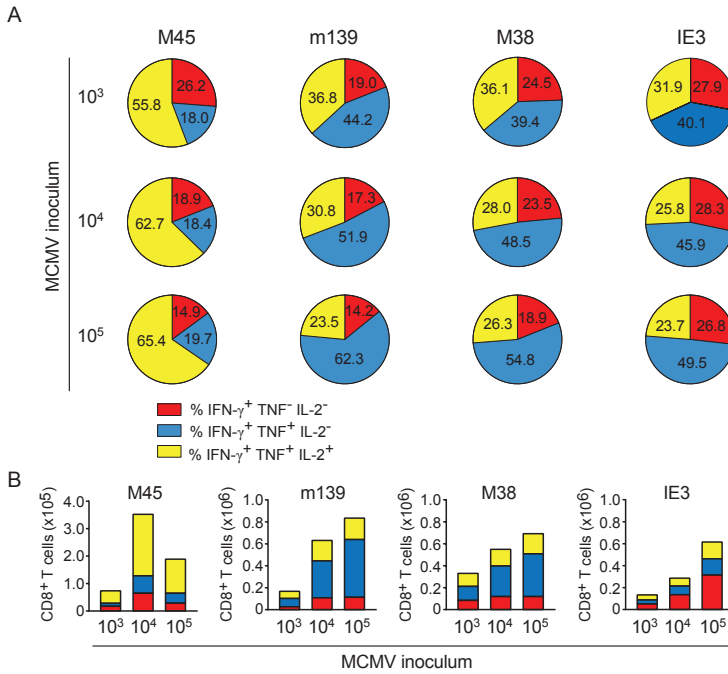 A
M45 m139 M38 IE3
MCMV inoculum
10³ 55.8 26.2 18.0 36.8 19.0 44.2 36.1 24.5 39.4 31.9 27.9 40.1
10⁴ 62.7 18.9 18.4 30.8 17.3 51.9 28.0 23.5 48.5 25.8 28.3 45.9
10⁵ 65.4 14.9 19.7 23.5 14.2 62.3 26.3 18.9 54.8 23.7 26.8 49.5
% IFN-γ⁺ TNF⁻ IL-2⁻
% IFN-γ⁺ TNF⁺ IL-2⁻
% IFN-γ⁺ TNF⁺ IL-2⁺
B
M45
CD8⁺ T cells (x10⁵)
4.0
3.0
2.0
1.0
0
10³ 10⁴ 10⁵
m139
CD8⁺ T cells (x10⁶)
1.0
0.8
0.6
0.4
0.2
0
10³ 10⁴ 10⁵
M38
CD8⁺ T cells (x10⁶)
1.0
0.8
0.6
0.4
0.2
0
10³ 10⁴ 10⁵
IE3
CD8⁺ T cells (x10⁶)
1.0
0.8
0.6
0.4
0.2
0
10³ 10⁴ 10⁵
MCMV inoculum